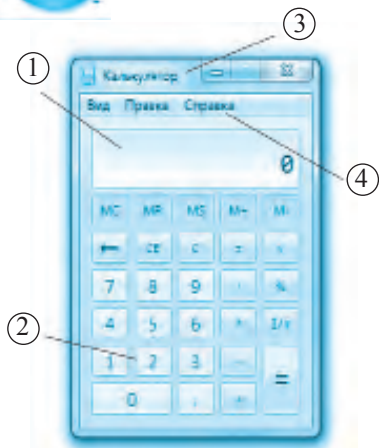 3
1
Калькулятор
Вид Правка Справка
0
4
MC MR MS M+ M-
← CE C ±
7 8 9 %
4 5 6 * 1/x
2
1 2 3 - =
0 , +